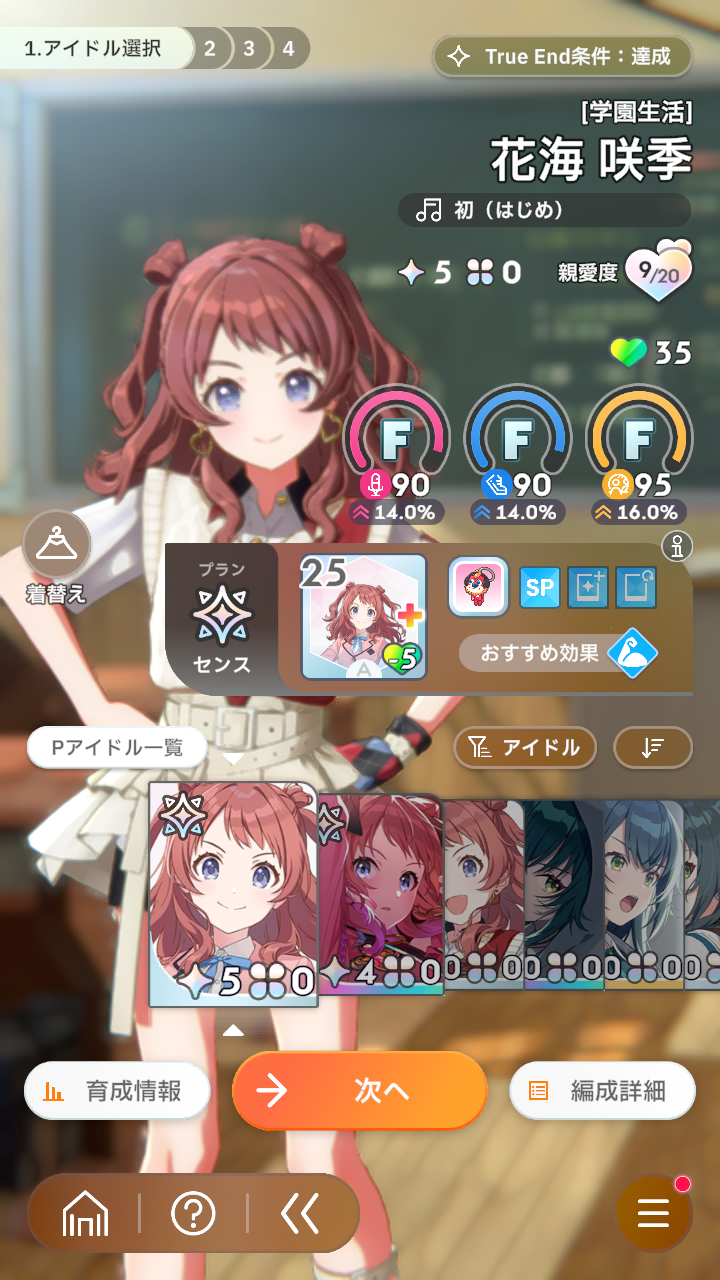 1.アイドル選択 2 3 4
True End条件：達成
[学園生活]
花海 咲季
初（はじめ）
5 0 親愛度 9/20
35
F F F
90 90 95
14.0% 14.0% 16.0%
着替え
プラン
センス
25
A
-5
SP
おすすめ効果
Pアイドル一覧
アイドル
5 0
4 0
0 0
0 0
0 0
0
育成情報
次へ
編成詳細